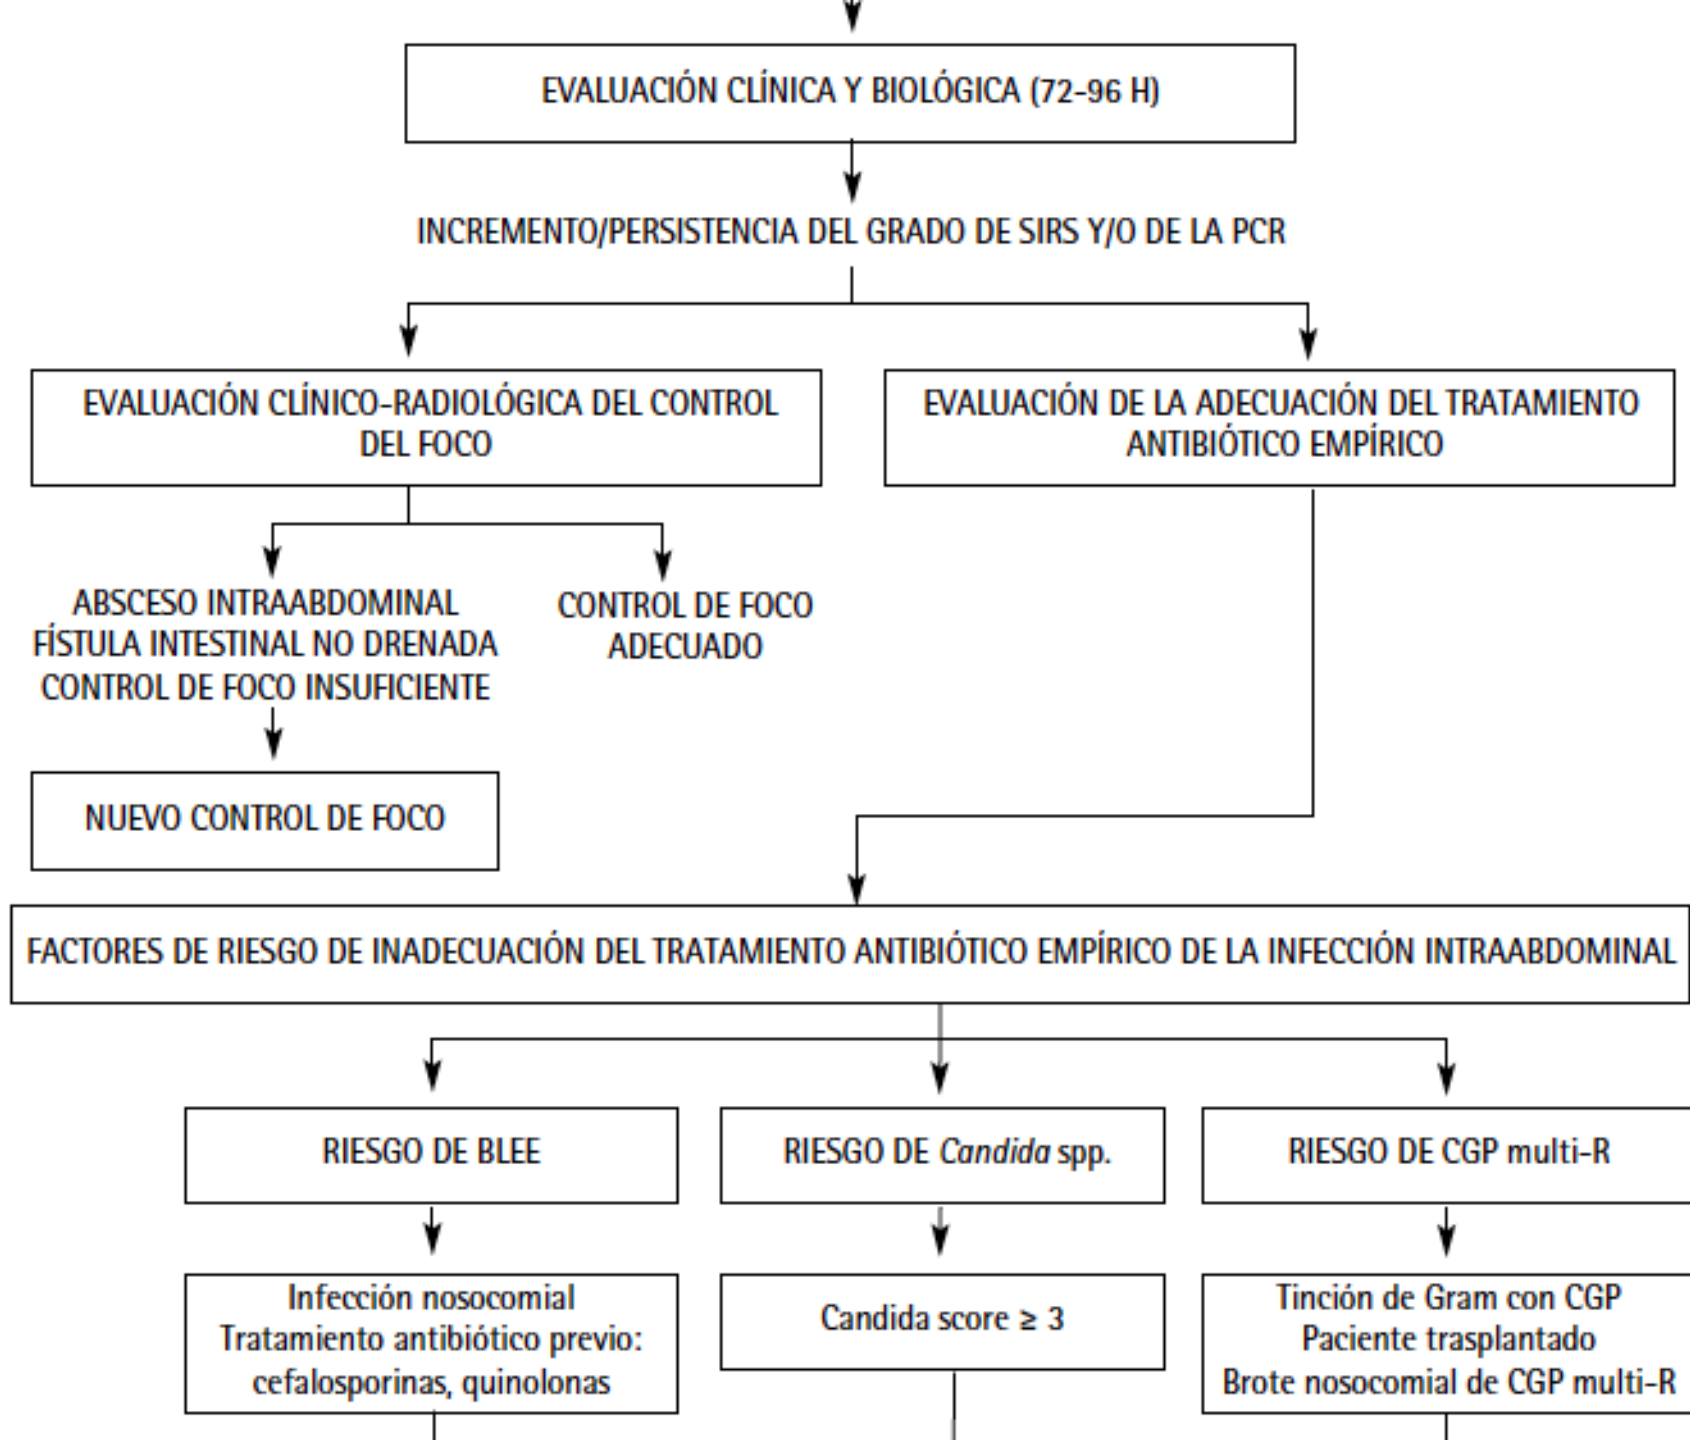 EVALUACIÓN CLÍNICA Y BIOLÓGICA (72-96 H)
INCREMENTO/PERSISTENCIA DEL GRADO DE SIRS Y/O DE LA PCR
EVALUACIÓN CLÍNICO-RADIOLÓGICA DEL CONTROL
DEL FOCO
EVALUACIÓN DE LA ADECUACIÓN DEL TRATAMIENTO
ANTIBIÓTICO EMPÍRICO
ABSCESO INTRAABDOMINAL
FÍSTULA INTESTINAL NO DRENADA
CONTROL DE FOCO INSUFICIENTE
CONTROL DE FOCO
ADECUADO
NUEVO CONTROL DE FOCO
FACTORES DE RIESGO DE INADECUACIÓN DEL TRATAMIENTO ANTIBIÓTICO EMPÍRICO DE LA INFECCIÓN INTRAABDOMINAL
RIESGO DE BLEE
RIESGO DE Candida spp.
RIESGO DE CGP multi-R
Infección nosocomial
Tratamiento antibiótico previo:
cefalosporinas, quinolonas
Candida score ≥ 3
Tinción de Gram con CGP
Paciente trasplantado
Brote nosocomial de CGP multi-R